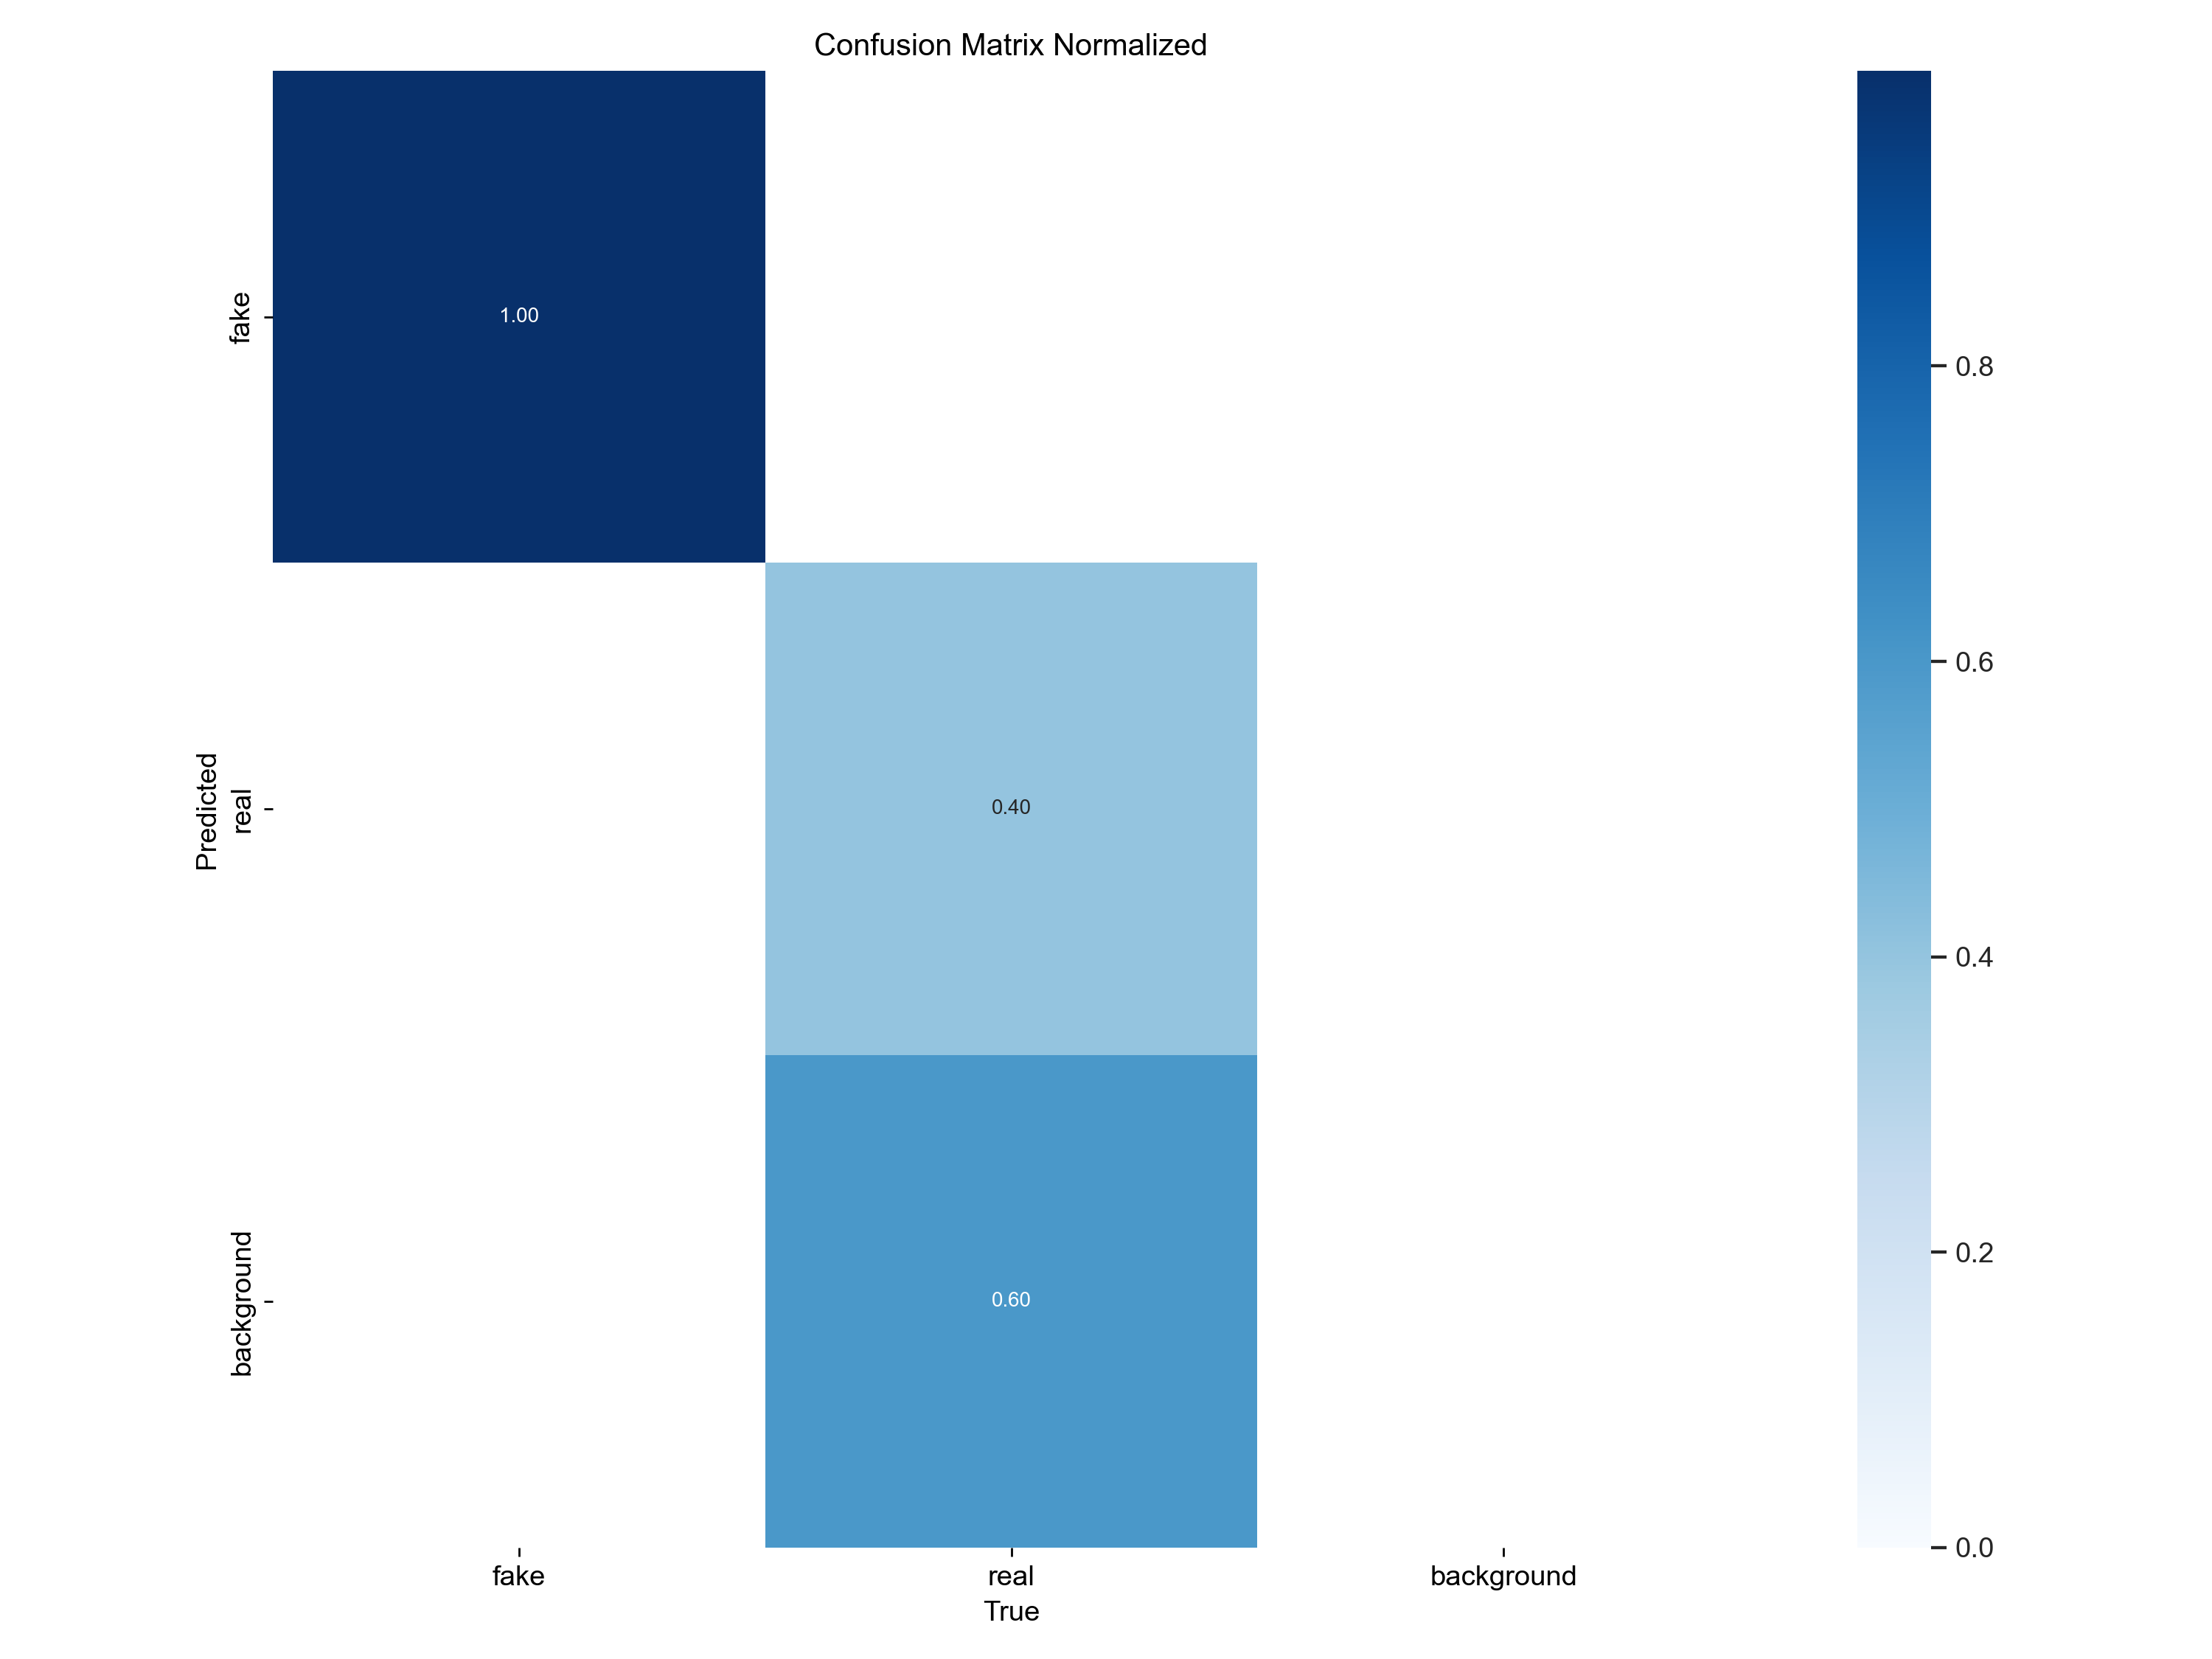 Confusion Matrix Normalized
fake
1.00
real
0.40
background
0.60
Predicted
fake
real
background
True
0.8
0.6
0.4
0.2
0.0